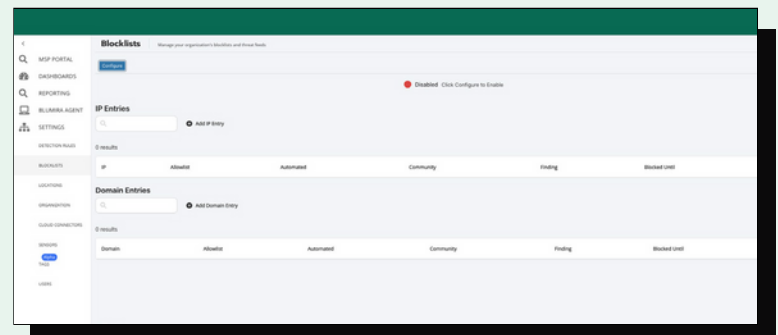 Blocklists Manage your organization's blocklists and threat feeds
MSP PORTAL
Configure
DASHBOARDS
Disabled Click Configure to Enable
REPORTING
BLUMIRA AGENT
IP Entries
SETTINGS
Add IP Entry
DETECTION RULES
0 results
BLOCKLISTS
IP Allowlist Automated Community Finding Blocked Until
LOCATIONS
Domain Entries
ORGANIZATION
Add Domain Entry
CLOUD CONNECTORS
0 results
SENSORS
Domain Allowlist Automated Community Finding Blocked Until
Alpha
TAGS
USERS